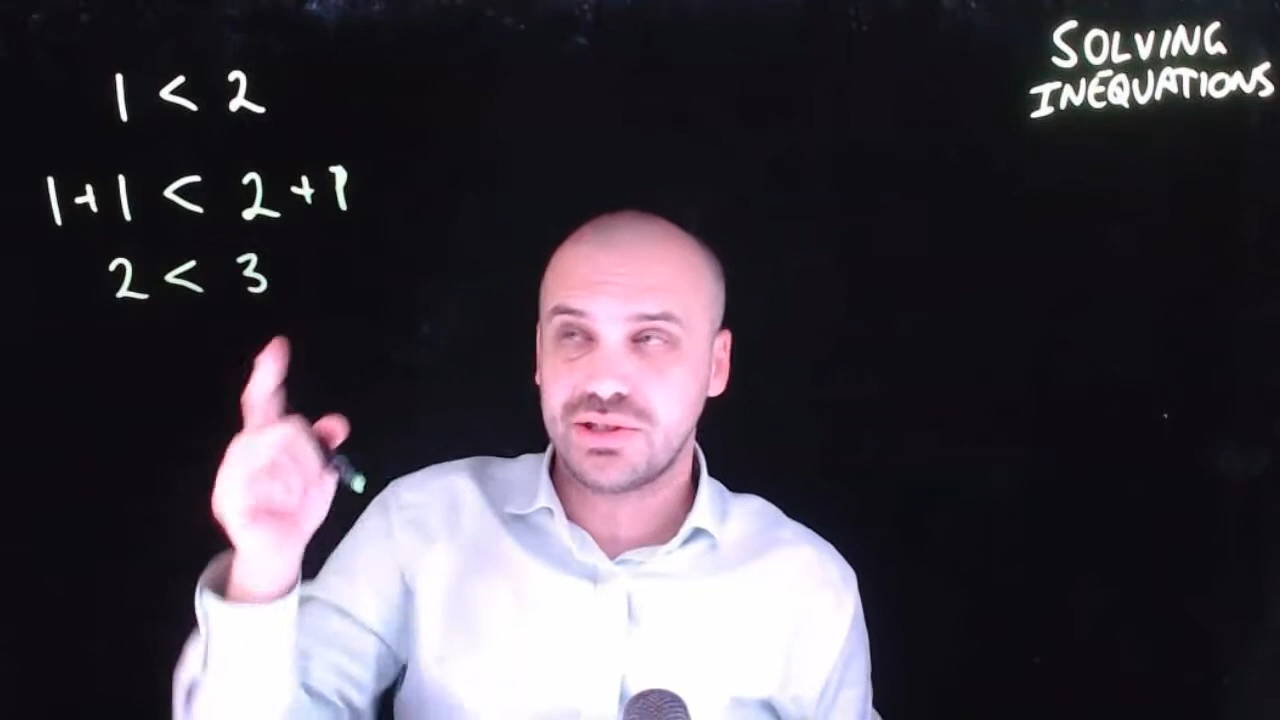 1 < 2
1+1 < 2+1
2 < 3
SOLVING
INEQUATIONS